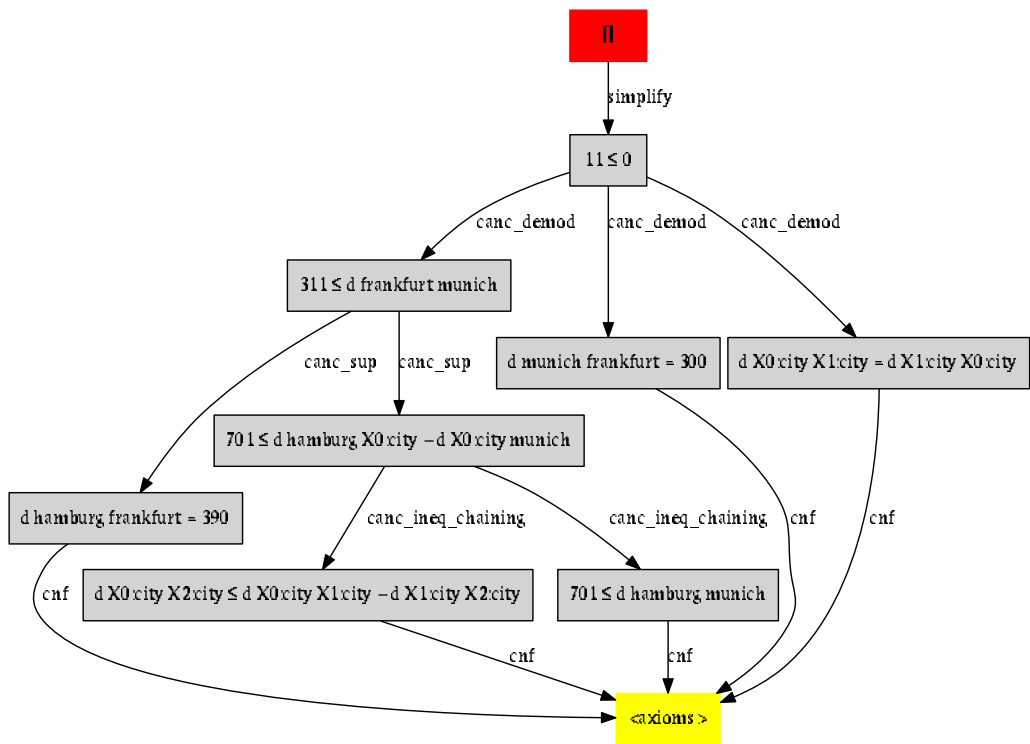 []
simplify
11 ≤ 0
canc_demod
canc_demod
canc_demod
311 ≤ d frankfurt munich
canc_sup
canc_sup
d munich frankfurt = 300
d X0:city X1:city = d X1:city X0:city
701 ≤ d hamburg X0:city – d X0:city munich
d hamburg frankfurt = 390
canc_ineq_chaining
canc_ineq_chaining
cnf
cnf
cnf
d X0:city X2:city ≤ d X0:city X1:city – d X1:city X2:city
701 ≤ d hamburg munich
cnf
cnf
<axioms>